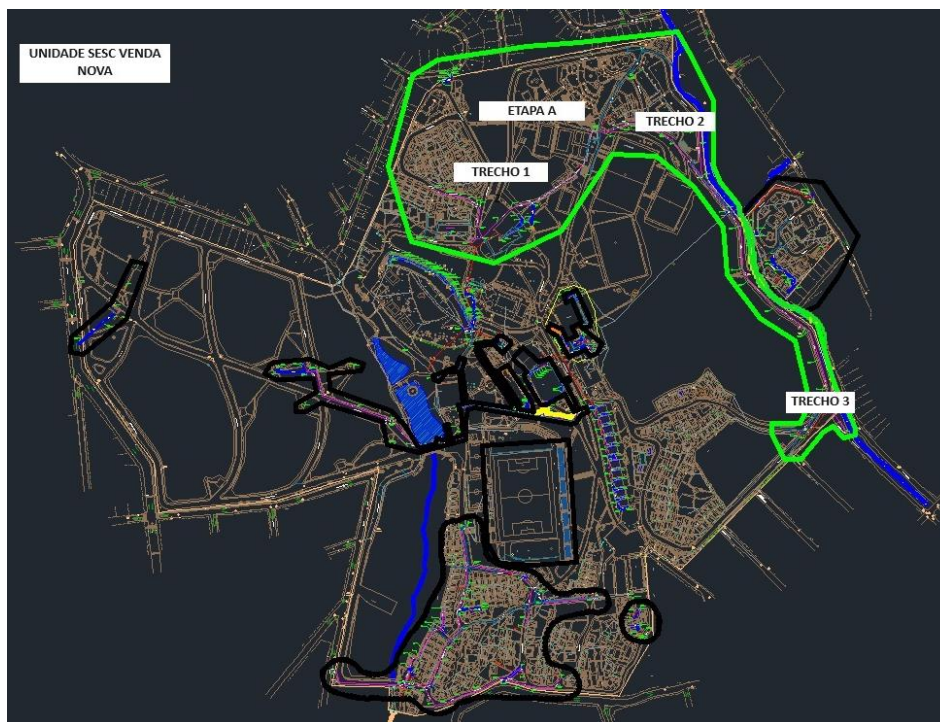 UNIDADE SESC VENDA
NOVA
ETAPA A
TRECHO 2
TRECHO 1
TRECHO 3